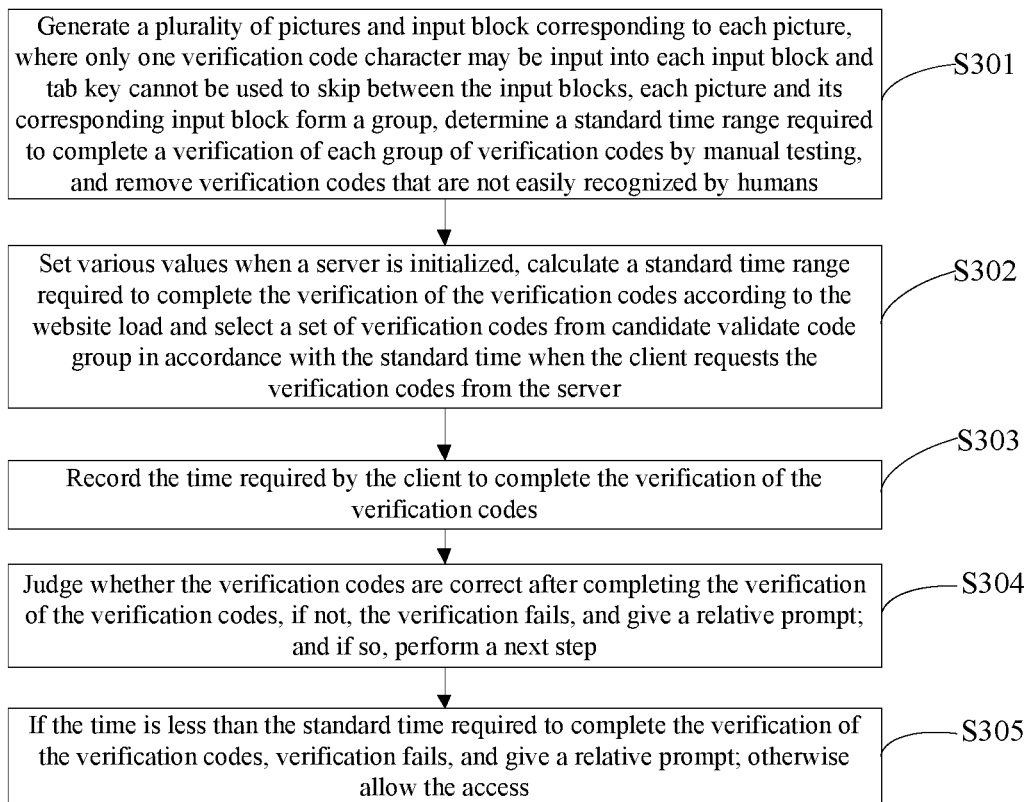 Generate a plurality of pictures and input block corresponding to each picture,
where only one verification code character may be input into each input block and
tab key cannot be used to skip between the input blocks, each picture and its
corresponding input block form a group, determine a standard time range required
to complete a verification of each group of verification codes by manual testing,
and remove verification codes that are not easily recognized by humans
S301
Set various values when a server is initialized, calculate a standard time range
required to complete the verification of the verification codes according to the
website load and select a set of verification codes from candidate validate code
group in accordance with the standard time when the client requests the
verification codes from the server
S302
Record the time required by the client to complete the verification of the
verification codes
S303
Judge whether the verification codes are correct after completing the verification
of the verification codes, if not, the verification fails, and give a relative prompt;
and if so, perform a next step
S304
If the time is less than the standard time required to complete the verification of
the verification codes, verification fails, and give a relative prompt; otherwise
allow the access
S305